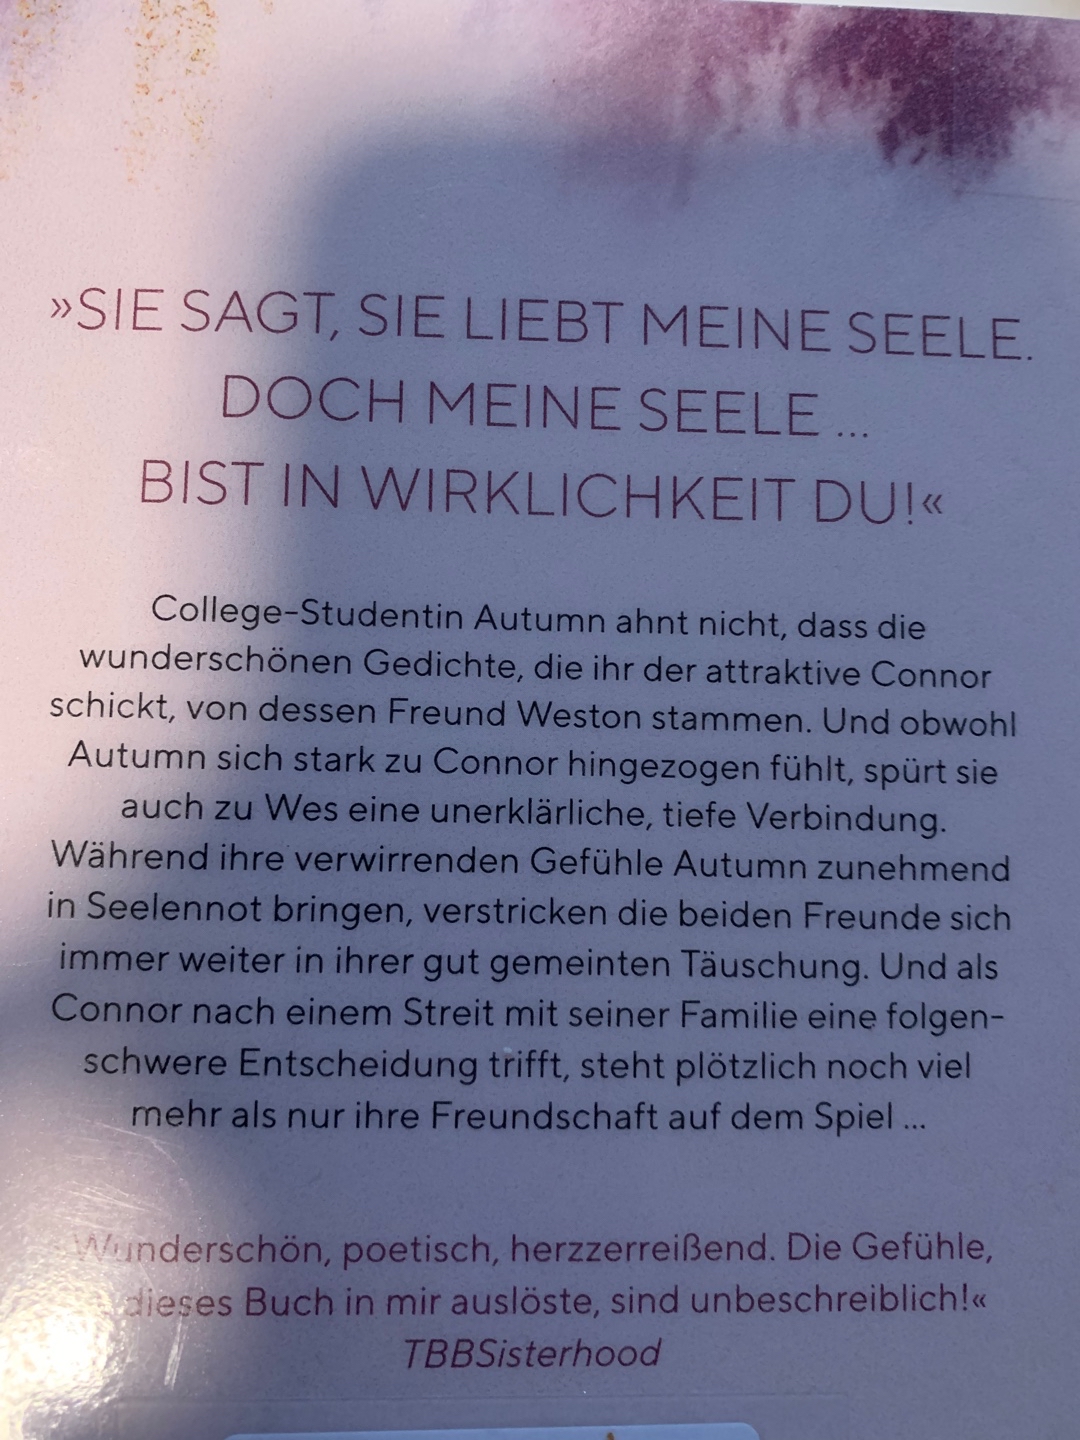 »SIE SAGT, SIE LIEBT MEINE SEELE.
DOCH MEINE SEELE ...
BIST IN WIRKLICHKEIT DU!«
College-Studentin Autumn ahnt nicht, dass die
wunderschönen Gedichte, die ihr der attraktive Connor
schickt, von dessen Freund Weston stammen. Und obwohl
Autumn sich stark zu Connor hingezogen fühlt, spürt sie
auch zu Wes eine unerklärliche, tiefe Verbindung.
Während ihre verwirrenden Gefühle Autumn zunehmend
in Seelennot bringen, verstricken die beiden Freunde sich
immer weiter in ihrer gut gemeinten Täuschung. Und als
Connor nach einem Streit mit seiner Familie eine folgen-
schwere Entscheidung trifft, steht plötzlich noch viel
mehr als nur ihre Freundschaft auf dem Spiel ...
Wunderschön, poetisch, herzzerreißend. Die Gefühle,
dieses Buch in mir auslöste, sind unbeschreiblich!«
TBBSisterhood